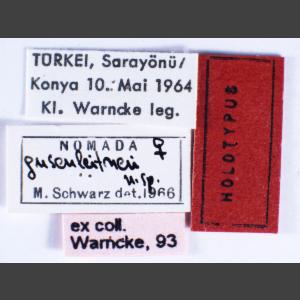 TÜRKEI, Sarayönü/
Konya 10. Mai 1964
Kl. Warncke leg.
NOMADA ♀
gusenleitneri
n. sp.
M. Schwarz det. 1966
ex coll.
Warncke, 93
HOLOTYPUS